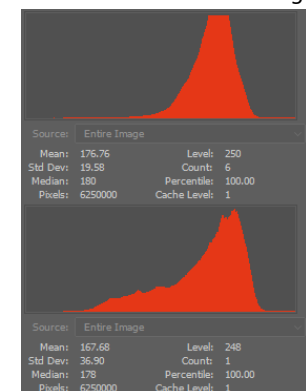 Source: Entire Image
Mean: 176.76 Level: 250
Std Dev: 19.58 Count: 6
Median: 180 Percentile: 100.00
Pixels: 6250000 Cache Level: 1
Source: Entire Image
Mean: 167.68 Level: 248
Std Dev: 36.90 Count: 1
Median: 178 Percentile: 100.00
Pixels: 6250000 Cache Level: 1